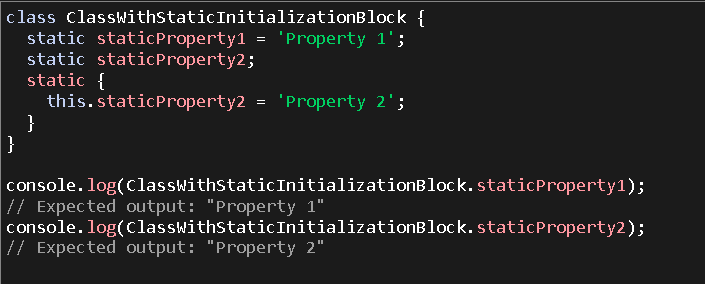 class ClassWithStaticInitializationBlock {
  static staticProperty1 = 'Property 1';
  static staticProperty2;
  static {
    this.staticProperty2 = 'Property 2';
  }
}

console.log(ClassWithStaticInitializationBlock.staticProperty1);
// Expected output: "Property 1"
console.log(ClassWithStaticInitializationBlock.staticProperty2);
// Expected output: "Property 2"